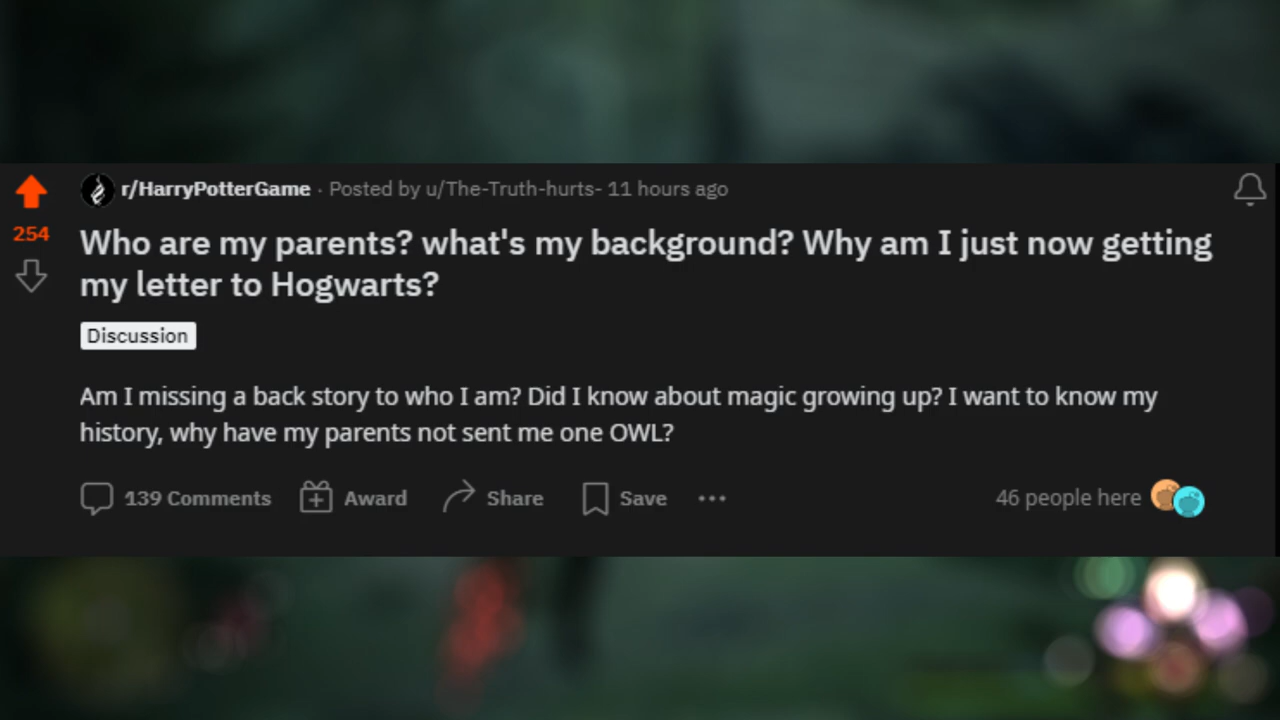 r/HarryPotterGame · Posted by u/The-Truth-hurts- 11 hours ago
254
Who are my parents? what's my background? Why am I just now getting
my letter to Hogwarts?
Discussion
Am I missing a back story to who I am? Did I know about magic growing up? I want to know my
history, why have my parents not sent me one OWL?
139 Comments Award Share Save ••• 46 people here